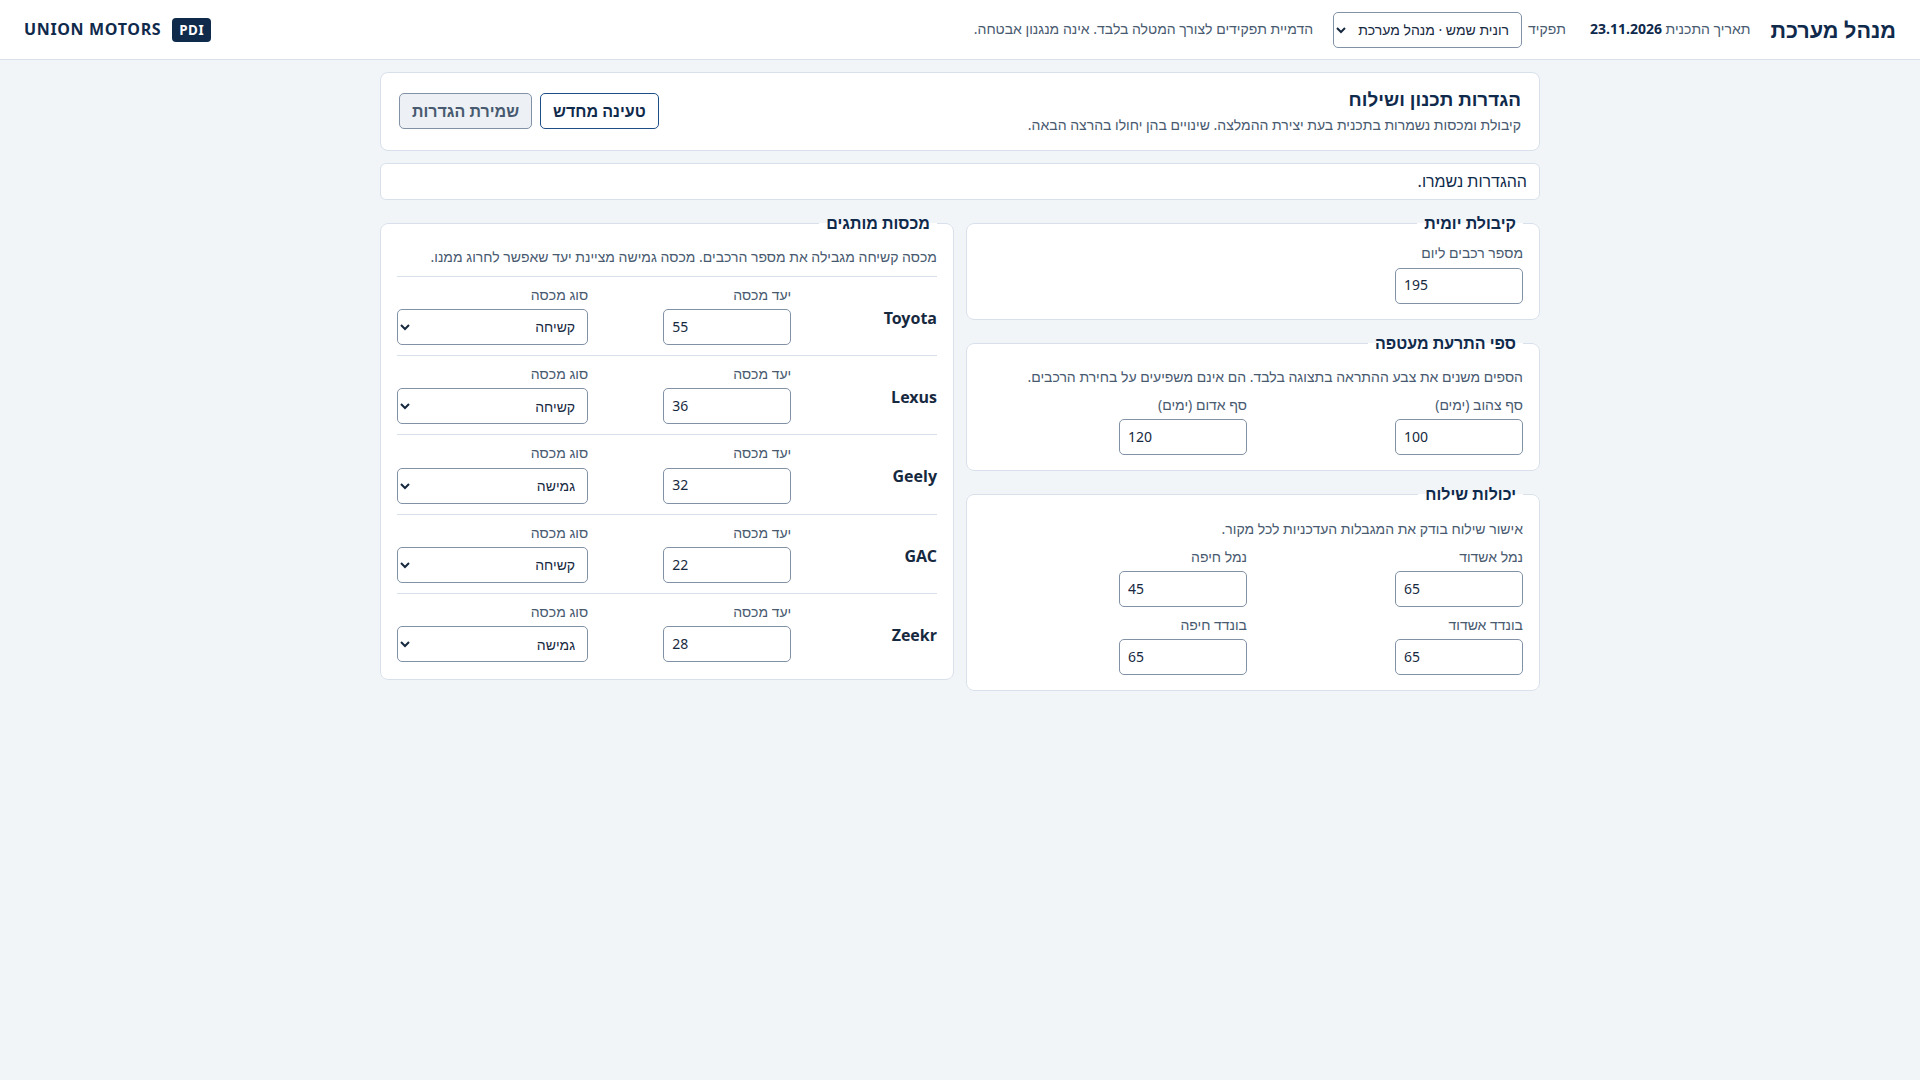 מנהל מערכת
תאריך התכנית 23.11.2026
תפקיד
רונית שמש · מנהל מערכת
הדמיית תפקידים לצורך המטלה בלבד. אינה מנגנון אבטחה.
PDI
UNION MOTORS
הגדרות תכנון ושילוח
קיבולת ומכסות נשמרות בתכנית בעת יצירת ההמלצה. שינויים בהן יחולו בהרצה הבאה.
טעינה מחדש
שמירת הגדרות
ההגדרות נשמרו.
קיבולת יומית
מספר רכבים ליום
195
ספי התרעת מעטפה
הספים משנים את צבע ההתראה בתצוגה בלבד. הם אינם משפיעים על בחירת הרכבים.
סף צהוב (ימים)
100
סף אדום (ימים)
120
יכולות שילוח
אישור שילוח בודק את המגבלות העדכניות לכל מקור.
נמל אשדוד
65
נמל חיפה
45
בונדד אשדוד
65
בונדד חיפה
65
מכסות מותגים
מכסה קשיחה מגבילה את מספר הרכבים. מכסה גמישה מציינת יעד שאפשר לחרוג ממנו.
Toyota
יעד מכסה
55
סוג מכסה
קשיחה
Lexus
יעד מכסה
36
סוג מכסה
קשיחה
Geely
יעד מכסה
32
סוג מכסה
גמישה
GAC
יעד מכסה
22
סוג מכסה
קשיחה
Zeekr
יעד מכסה
28
סוג מכסה
גמישה